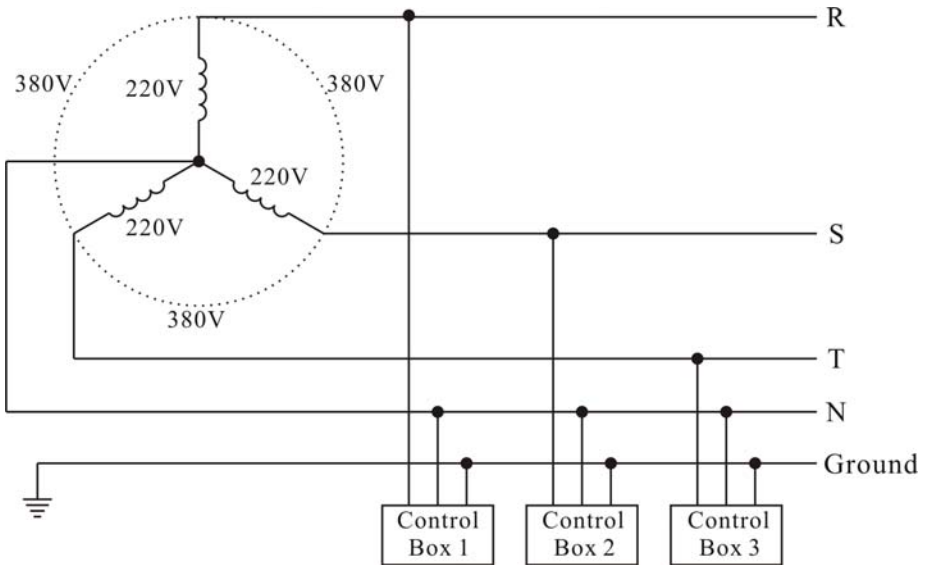 R
380V
380V
220V
220V
220V
S
380V
T
N
Ground
Control
Box 1
Control
Box 2
Control
Box 3